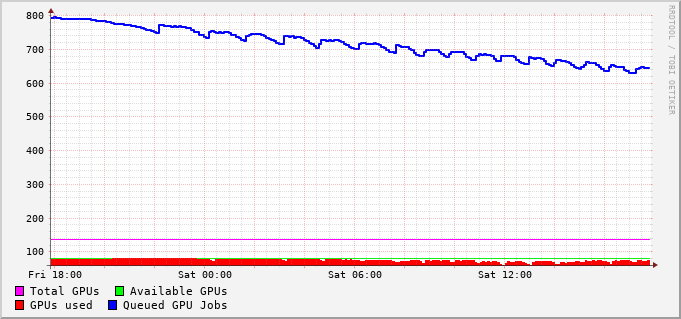 800
700
600
500
400
300
200
100
Fri 18:00 Sat 00:00 Sat 06:00 Sat 12:00
Total GPUs Available GPUs
GPUs used Queued GPU Jobs
RRDTOOL / TOBI OETIKER